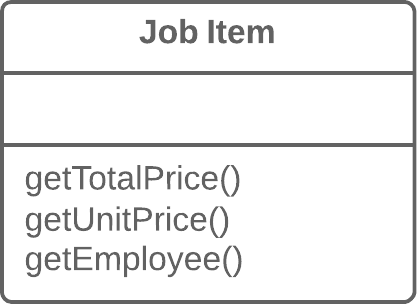 Job Item
getTotalPrice()
getUnitPrice()
getEmployee()